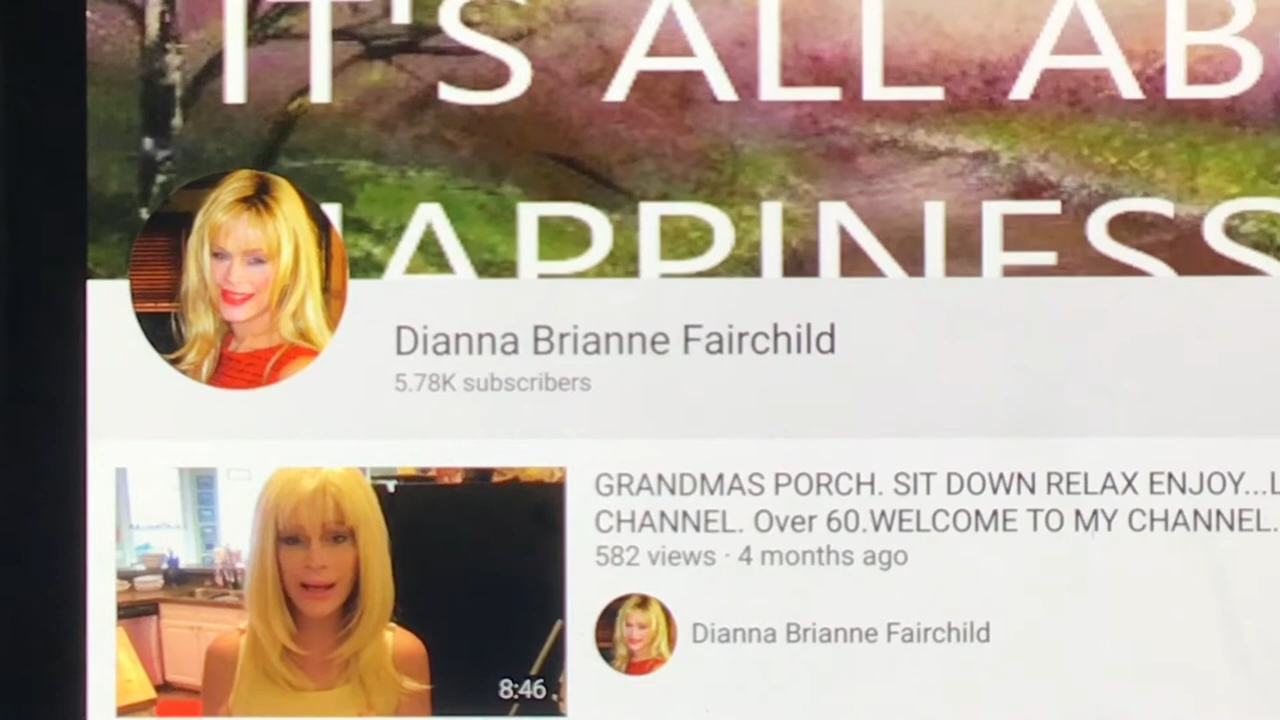 IT'S ALL AB
HAPPINESS
Dianna Brianne Fairchild
5.78K subscribers
GRANDMAS PORCH. SIT DOWN RELAX ENJOY...L
CHANNEL. Over 60.WELCOME TO MY CHANNEL.
582 views · 4 months ago
Dianna Brianne Fairchild
8:46